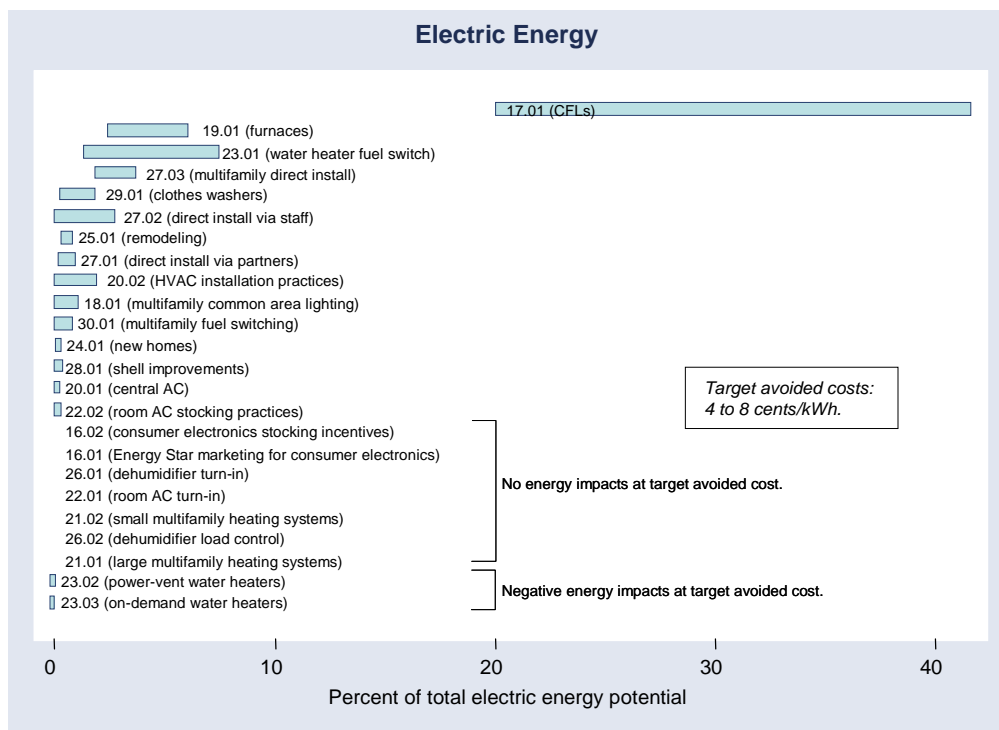 Electric Energy
17.01 (CFLs)
19.01 (furnaces)
23.01 (water heater fuel switch)
27.03 (multifamily direct install)
29.01 (clothes washers)
27.02 (direct install via staff)
25.01 (remodeling)
27.01 (direct install via partners)
20.02 (HVAC installation practices)
18.01 (multifamily common area lighting)
30.01 (multifamily fuel switching)
24.01 (new homes)
28.01 (shell improvements)
20.01 (central AC)
22.02 (room AC stocking practices)
Target avoided costs:
4 to 8 cents/kWh.
16.02 (consumer electronics stocking incentives)
16.01 (Energy Star marketing for consumer electronics)
26.01 (dehumidifier turn-in)
22.01 (room AC turn-in)
21.02 (small multifamily heating systems)
26.02 (dehumidifier load control)
21.01 (large multifamily heating systems)
No energy impacts at target avoided cost.
23.02 (power-vent water heaters)
23.03 (on-demand water heaters)
Negative energy impacts at target avoided cost.
0 10 20 30 40
Percent of total electric energy potential